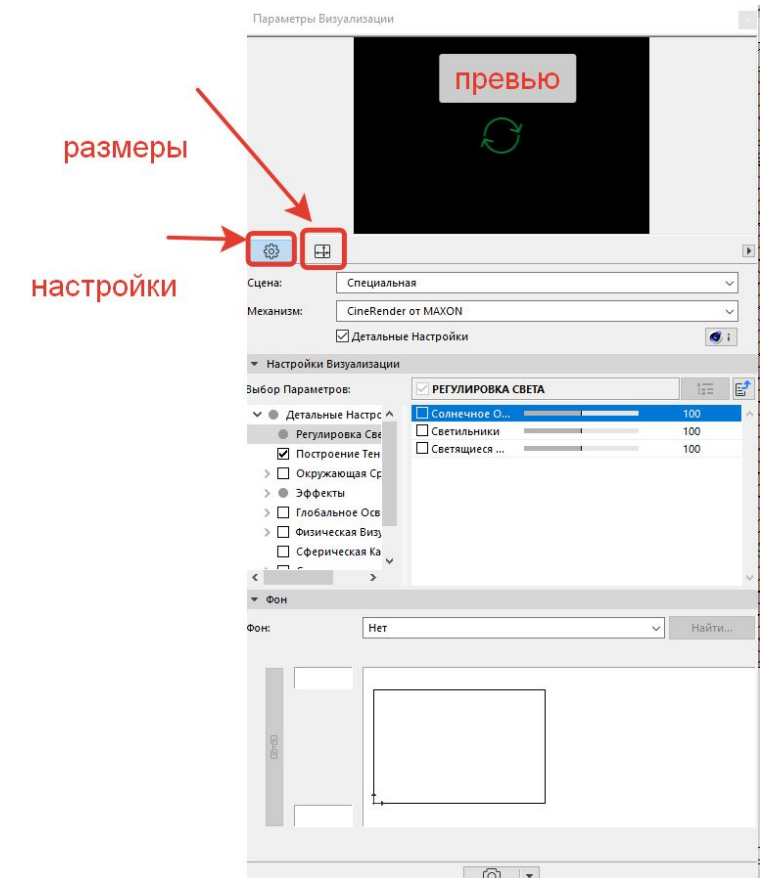 Параметры Визуализации
превью
размеры
настройки
Сцена: Специальная
Механизм: CineRender от MAXON
Детальные Настройки
i
Настройки Визуализации
Выбор Параметров: РЕГУЛИРОВКА СВЕТА
Детальные Настрс
Солнечное О... 100
Регулировка Све
Светильники 100
Построение Тен
Светящиеся ... 100
Окружающая Ср
Эффекты
Глобальное Осв
Физическая Визу
Сферическая Ка
Фон
Фон: Нет Найти...